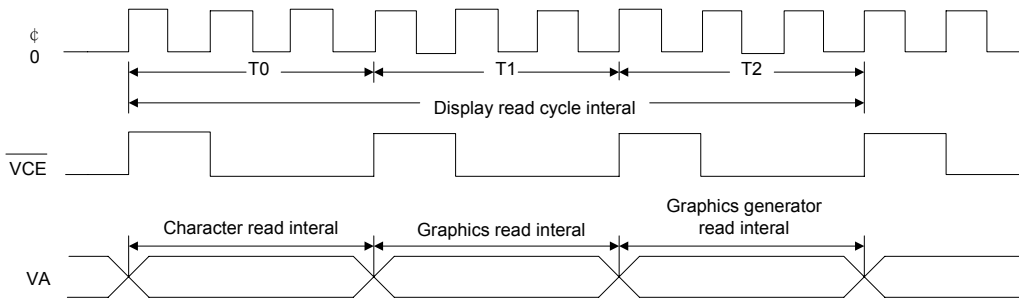 ¢
0
T0
T1
T2
Display read cycle interal
VCE
Character read interal
Graphics read interal
Graphics generator
read interal
VA